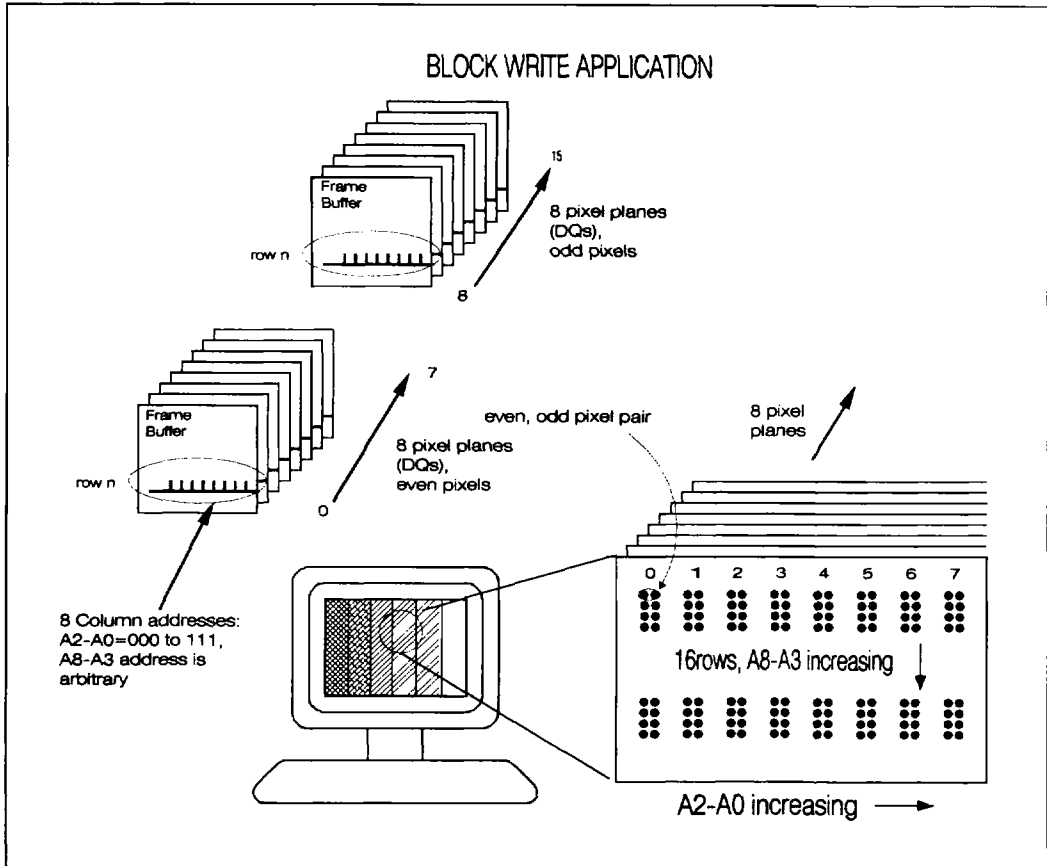 BLOCK WRITE APPLICATION
15
Frame
Buffer
8 pixel planes
(DQs),
odd pixels
row n
8
7
even, odd pixel pair
8 pixel
planes
Frame
Buffer
8 pixel planes
(DQs),
even pixels
row n
0
0 1 2 3 4 5 6 7
8 Column addresses:
A2-A0=000 to 111,
A8-A3 address is
arbitrary
16rows, A8-A3 increasing
A2-A0 increasing